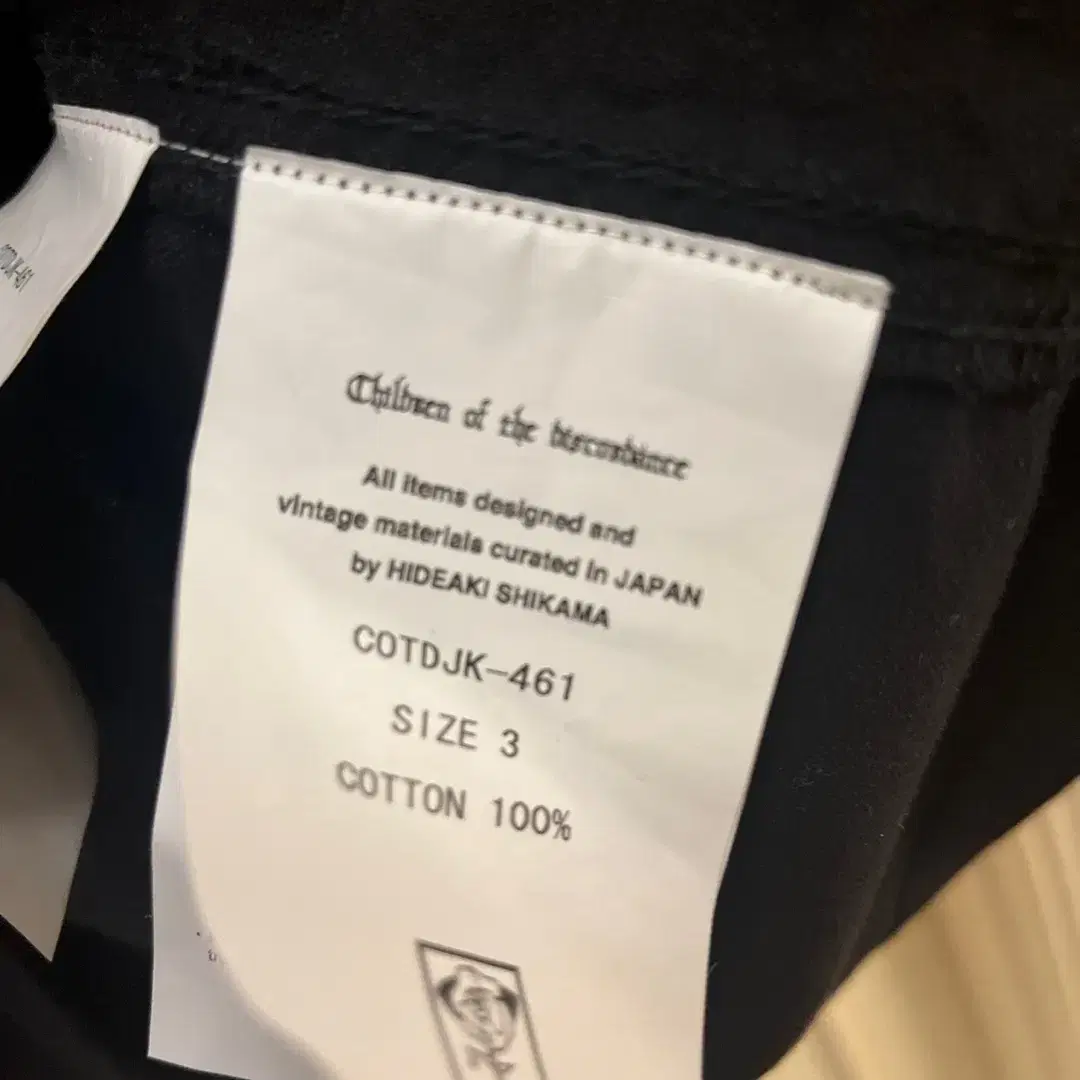 Children of the discordance
All items designed and
vintage materials curated in JAPAN
by HIDEAKI SHIKAMA
COTDJK-461
SIZE 3
COTTON 100%